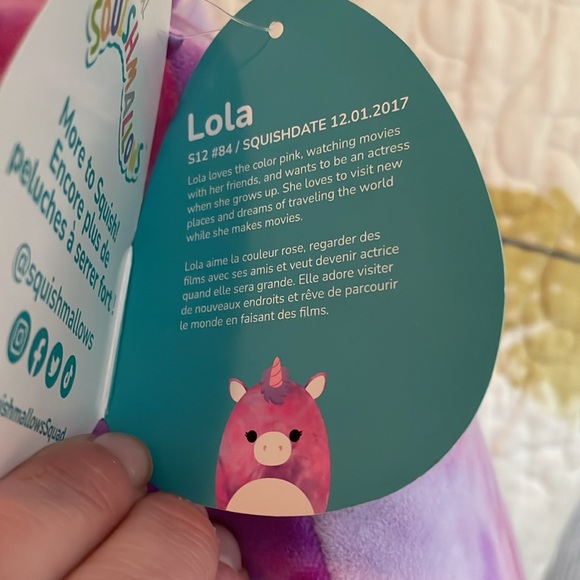 SQUISHMALLOWS
More to Squish!
Encore plus de
peluches à serrer fort !
@squishmallows
Lola
S12 #84 / SQUISHDATE 12.01.2017
Lola loves the color pink, watching movies
with her friends, and wants to be an actress
when she grows up. She loves to visit new
places and dreams of traveling the world
while she makes movies.
Lola aime la couleur rose, regarder des
films avec ses amis et veut devenir actrice
quand elle sera grande. Elle adore visiter
de nouveaux endroits et rêve de parcourir
le monde en faisant des films.